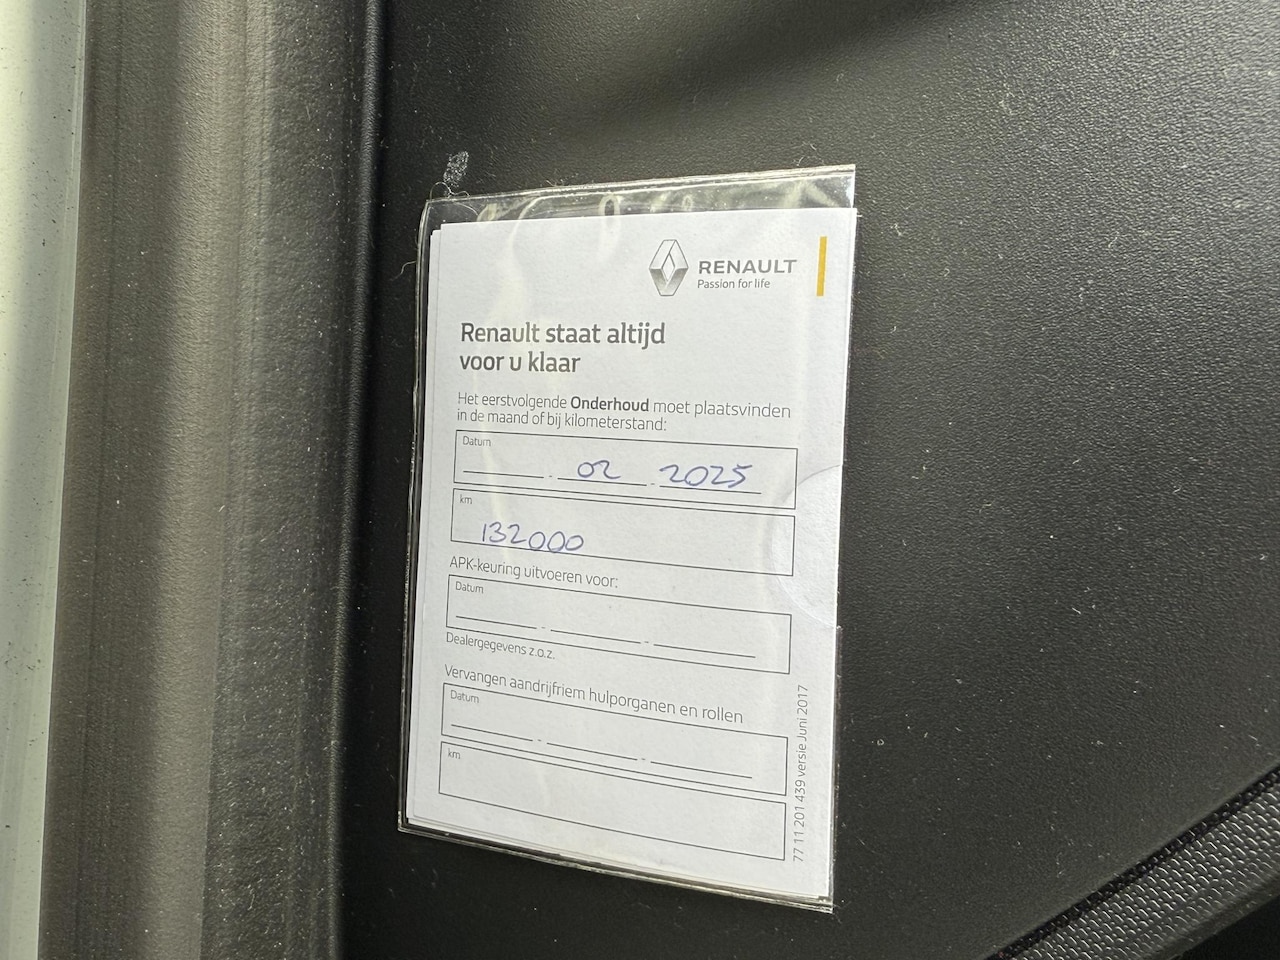 RENAULT
Passion for life
Renault staat altijd
voor u klaar
Het eerstvolgende Onderhoud moet plaatsvinden
in de maand of bij kilometerstand:
Datum
02 2025
km
132000
APK-keuring uitvoeren voor:
Datum
Dealergegevens z.o.z.
Vervangen aandrijfriem hulporganen en rollen
Datum
km
77 11 201 439 versie Juni 2017